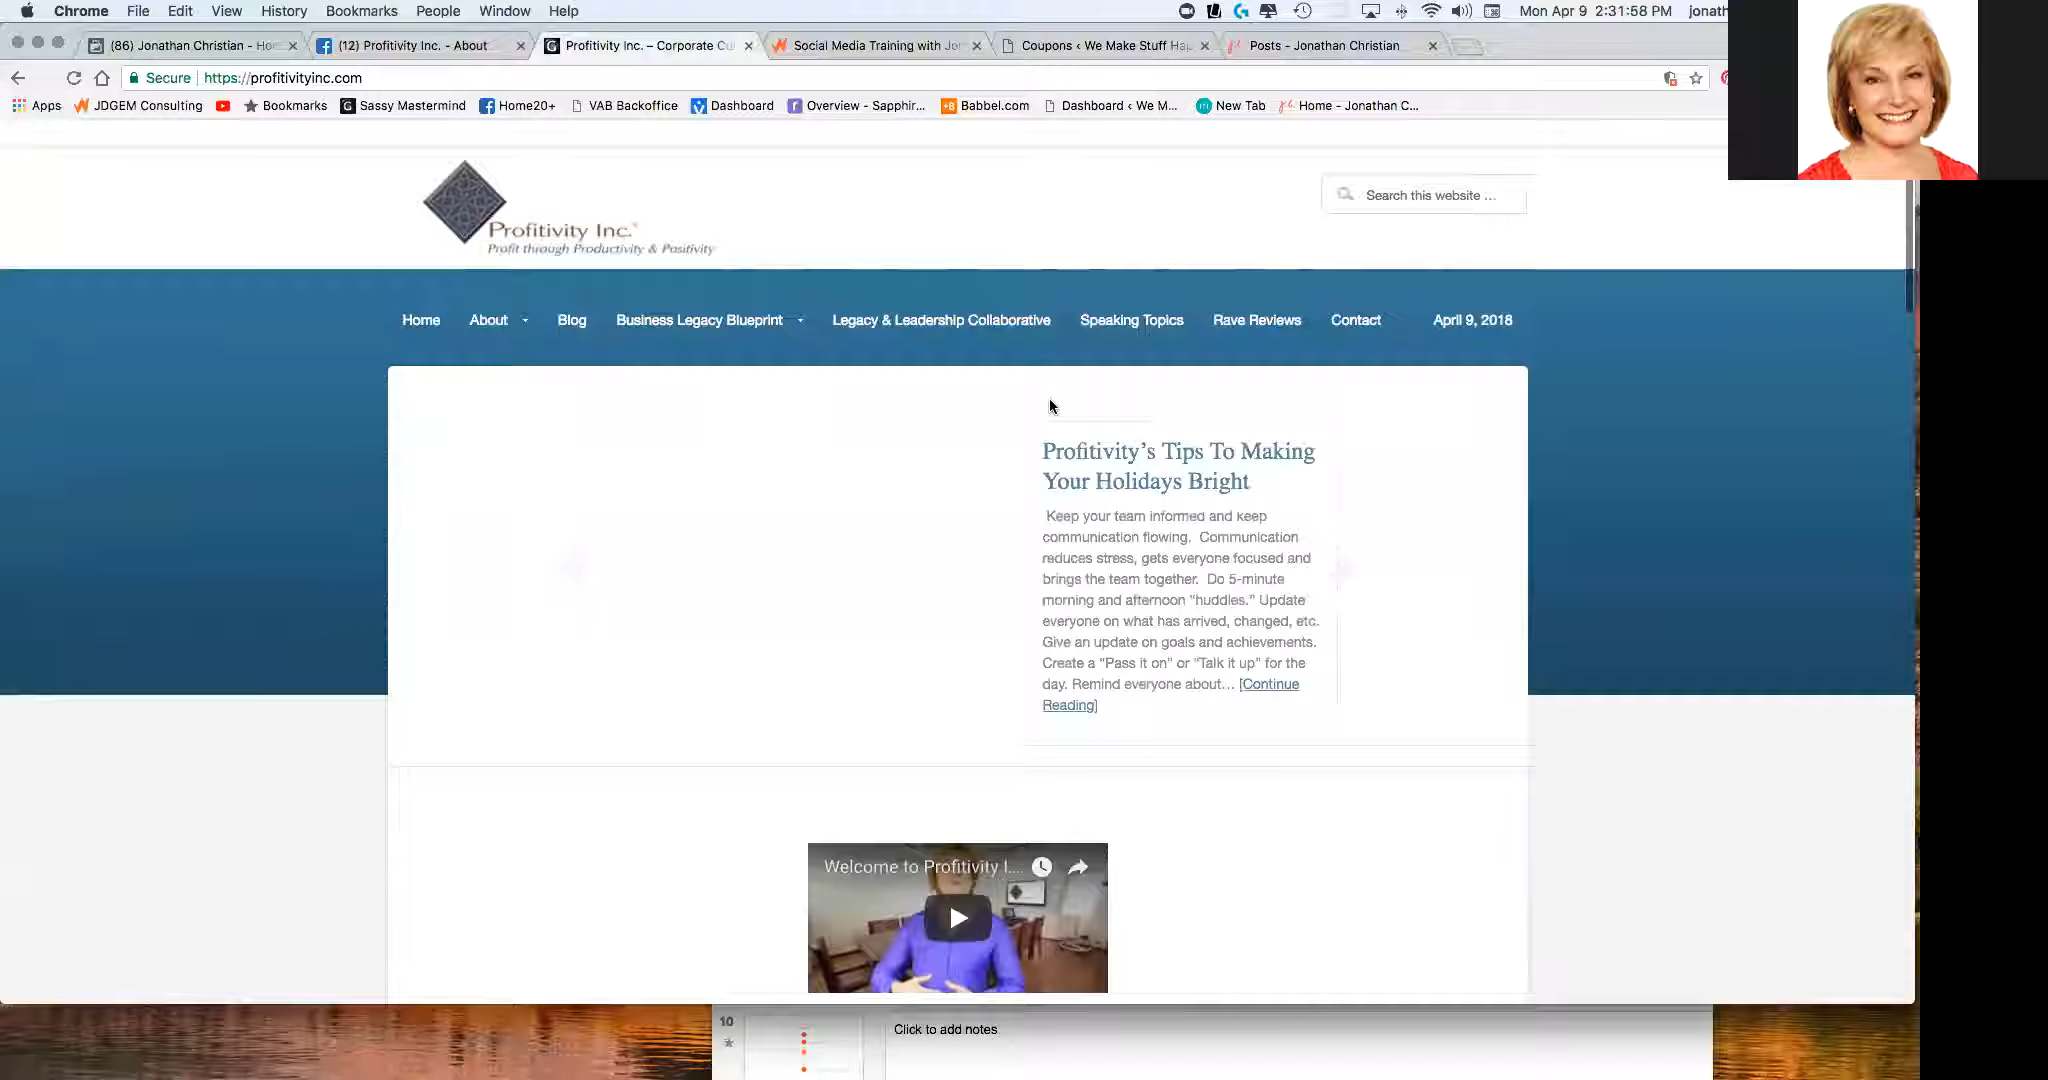 Chrome File Edit View History Bookmarks People Window Help Mon Apr 9 2:31:58 PM jonath
(86) Jonathan Christian - Ho (12) Profitivity Inc. - About Profitivity Inc. – Corporate Cu Social Media Training with Jo Coupons ‹ We Make Stuff Ha Posts - Jonathan Christian
Secure https://profitivityinc.com
Apps JDGEM Consulting Bookmarks Sassy Mastermind Home20+ VAB Backoffice Dashboard Overview - Sapphir... Babbel.com Dashboard ‹ We M... New Tab Home - Jonathan C...
Profitivity Inc.
Profit through Productivity & Positivity
Search this website ...
Home About Blog Business Legacy Blueprint Legacy & Leadership Collaborative Speaking Topics Rave Reviews Contact April 9, 2018
Profitivity’s Tips To Making
Your Holidays Bright
Keep your team informed and keep
communication flowing. Communication
reduces stress, gets everyone focused and
brings the team together. Do 5-minute
morning and afternoon “huddles.” Update
everyone on what has arrived, changed, etc.
Give an update on goals and achievements.
Create a “Pass it on” or “Talk it up” for the
day. Remind everyone about… [Continue
Reading]
Welcome to Profitivity I...
10
Click to add notes